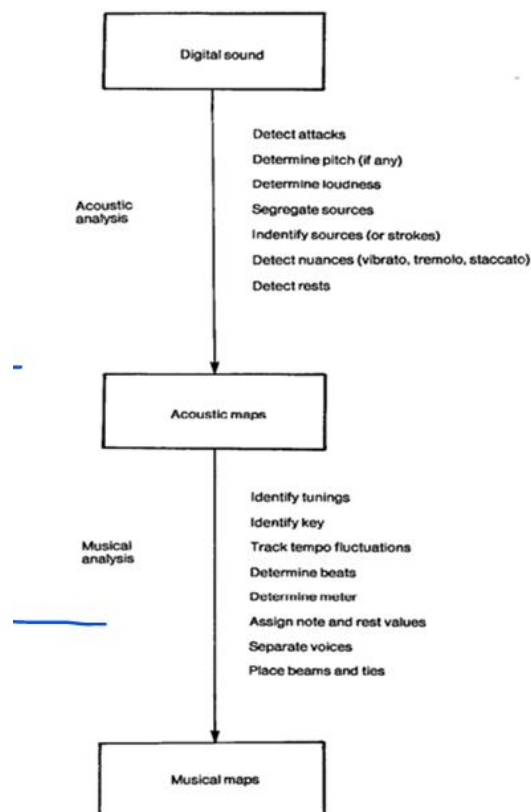 Digital sound
Detect attacks
Determine pitch (if any)
Determine loudness
Acoustic
analysis
Segregate sources
Indentify sources (or strokes)
Detect nuances (vibrato, tremolo, staccato)
Detect rests
Acoustic maps
Identify tunings
Identify key
Musical
analysis
Track tempo fluctuations
Determine beats
Determine meter
Assign note and rest values
Separate voices
Place beams and ties
Musical maps